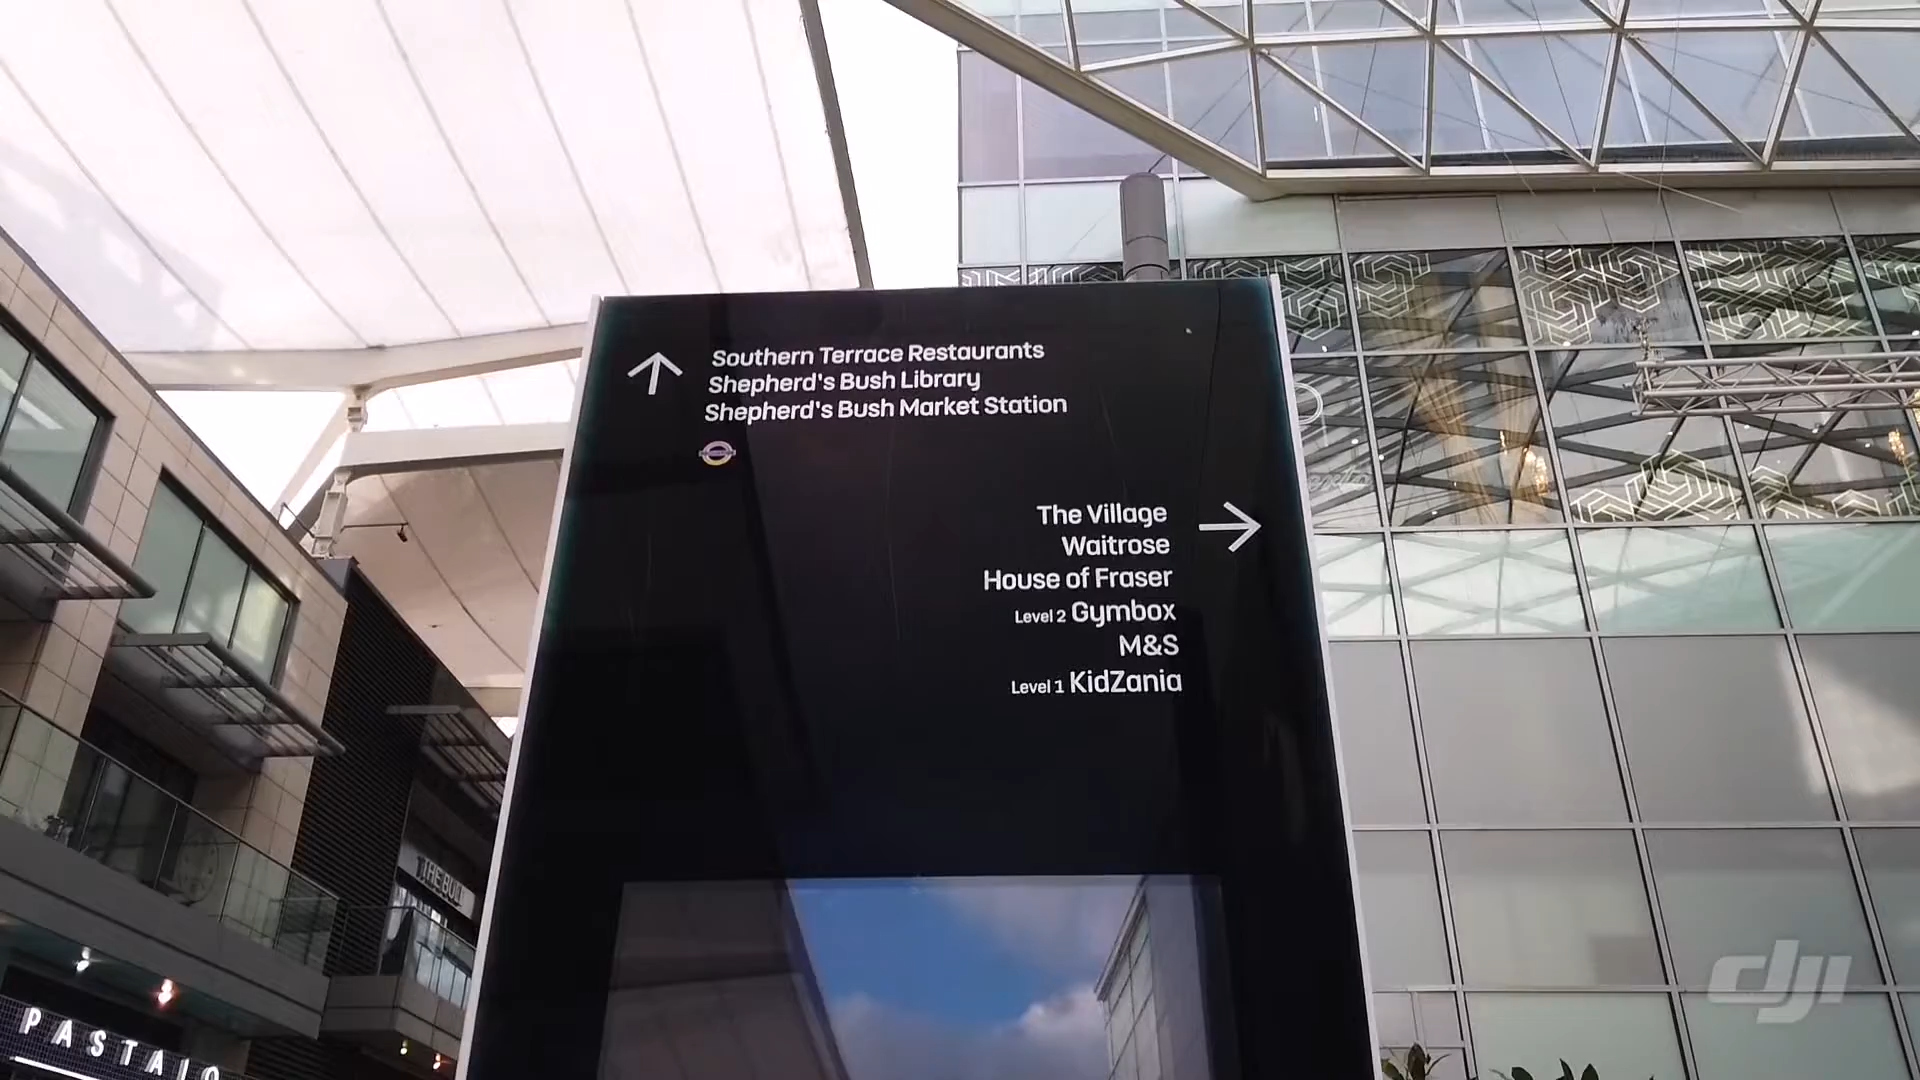 Southern Terrace Restaurants
Shepherd's Bush Library
Shepherd's Bush Market Station
The Village
Waitrose
House of Fraser
Level 2 Gymbox
M&S
Level 1 KidZania
THE BULL
PASTAIO
dji